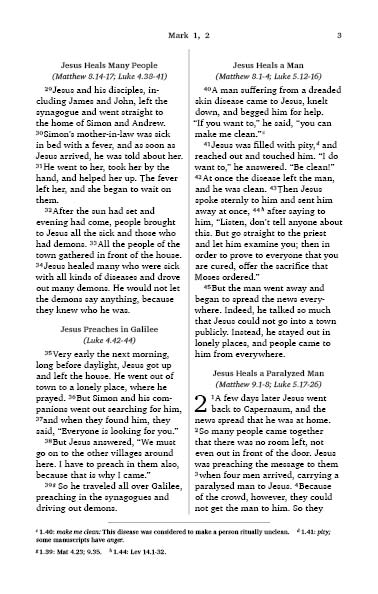 Mark 1, 2
3
Jesus Heals Many People
(Matthew 8.14-17; Luke 4.38-41)
29Jesus and his disciples, in-
cluding James and John, left the
synagogue and went straight to
the home of Simon and Andrew.
30Simon's mother-in-law was sick
in bed with a fever, and as soon as
Jesus arrived, he was told about her.
31He went to her, took her by the
hand, and helped her up. The fever
left her, and she began to wait on
them.
32After the sun had set and
evening had come, people brought
to Jesus all the sick and those who
had demons. 33All the people of the
town gathered in front of the house.
34Jesus healed many who were sick
with all kinds of diseases and drove
out many demons. He would not let
the demons say anything, because
they knew who he was.
Jesus Preaches in Galilee
(Luke 4.42-44)
35Very early the next morning,
long before daylight, Jesus got up
and left the house. He went out of
town to a lonely place, where he
prayed. 36But Simon and his com-
panions went out searching for him,
37and when they found him, they
said, “Everyone is looking for you.”
38But Jesus answered, “We must
go on to the other villages around
here. I have to preach in them also,
because that is why I came.”
39g So he traveled all over Galilee,
preaching in the synagogues and
driving out demons.
Jesus Heals a Man
(Matthew 8.1-4; Luke 5.12-16)
40A man suffering from a dreaded
skin disease came to Jesus, knelt
down, and begged him for help.
“If you want to,” he said, “you can
make me clean.”c
41Jesus was filled with pity,d and
reached out and touched him. “I do
want to,” he answered. “Be clean!”
42At once the disease left the man,
and he was clean. 43Then Jesus
spoke sternly to him and sent him
away at once, 44h after saying to
him, “Listen, don't tell anyone about
this. But go straight to the priest
and let him examine you; then in
order to prove to everyone that you
are cured, offer the sacrifice that
Moses ordered.”
45But the man went away and
began to spread the news every-
where. Indeed, he talked so much
that Jesus could not go into a town
publicly. Instead, he stayed out in
lonely places, and people came to
him from everywhere.
Jesus Heals a Paralyzed Man
(Matthew 9.1-8; Luke 5.17-26)
2 1A few days later Jesus went
back to Capernaum, and the
news spread that he was at home.
2So many people came together
that there was no room left, not
even out in front of the door. Jesus
was preaching the message to them
3when four men arrived, carrying a
paralyzed man to Jesus. 4Because
of the crowd, however, they could
not get the man to him. So they
c 1.40: make me clean: This disease was considered to make a person ritually unclean. d 1.41: pity;
some manuscripts have anger.
g 1.39: Mat 4.23; 9.35. h 1.44: Lev 14.1-32.